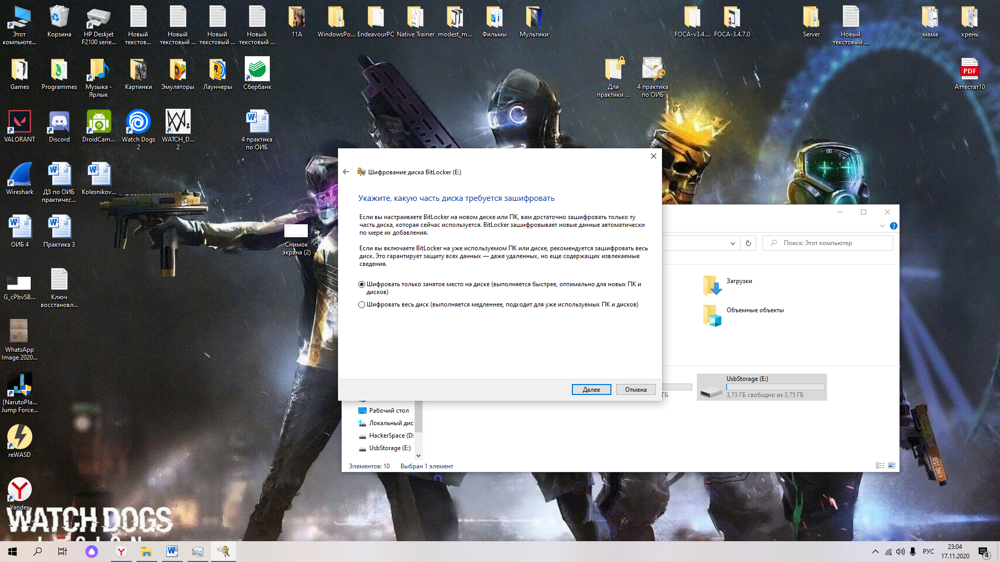 Этот
компьюте...
Корзина
HP Deskjet
F2100 serie...
Новый
текстов...
Новый
текстовый ...
Новый
текстовый ...
Новый
текстовый ...
11A
WindowsPo...
EndeavourPC
Native Trainer
modest_m...
Фильмы
Мультики
FOCA-v3.4....
FOCA-3.4.7.0
Server
Новый
текстовый ...
мама
хрень
Games
Programmes
Музыка -
Ярлык
Картинки
Эмуляторы
Лаунчеры
Сбербанк
Для
практики ...
4 практика
по ОИБ
PDF
Аттестат10
VALORANT
Discord
DroidCam...
Watch Dogs
2
WATCH_D...
2
4 практика
по ОИБ
Wireshark
ДЗ по ОИБ
практичес...
Kolesnikov...
ОИБ 4
Практика 3
Снимок
экрана (2)
G_cPbvSB...
Ключ
восстановл...
WhatsApp
Image 2020...
[NarutoPla...
Jump Force...
reWASD
Yandex
WATCH DOGS
Шифрование диска BitLocker (E:)
Укажите, какую часть диска требуется зашифровать
Если вы настраиваете BitLocker на новом диске или ПК, вам достаточно зашифровать только ту
часть диска, которая сейчас используется. BitLocker зашифровывает новые данные автоматически
по мере их добавления.
Если вы включаете BitLocker на уже используемом ПК или диске, рекомендуется зашифровать весь
диск. Это гарантирует защиту всех данных — даже удаленных, но еще содержащих извлекаемые
сведения.
Шифровать только занятое место на диске (выполняется быстрее, оптимально для новых ПК и
дисков)
Шифровать весь диск (выполняется медленнее, подходит для уже используемых ПК и дисков)
Далее
Отмена
Поиск: Этот компьютер
Загрузки
Объемные объекты
ГБ
UsbStorage (E:)
3,73 ГБ свободно из 3,75 ГБ
Рабочий стол
Локальный дис
HackerSpace (D:
UsbStorage (E:)
Элементов: 10
Выбран 1 элемент
TEST ONLY
РУС
23:04
17.11.2020
4